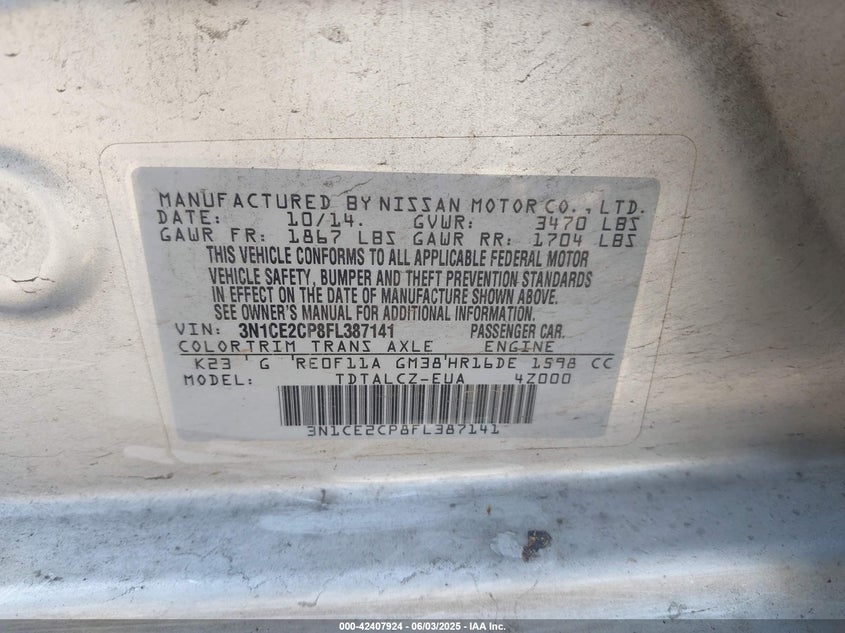 MANUFACTURED BY NISSAN MOTOR CO., LTD.
DATE: 10/14. GVWR: 3470 LBS
GAWR FR: 1867 LBS GAWR RR: 1704 LBS
THIS VEHICLE CONFORMS TO ALL APPLICABLE FEDERAL MOTOR
VEHICLE SAFETY, BUMPER AND THEFT PREVENTION STANDARDS
IN EFFECT ON THE DATE OF MANUFACTURE SHOWN ABOVE.
SEE OWNER'S MANUAL FOR ADDITIONAL INFORMATION.
VIN: 3N1CE2CP8FL387141 PASSENGER CAR.
COLOR TRIM TRANS AXLE ENGINE
K23 ' G 'RE0F11A GM38'HR16DE 1598 CC
MODEL: TDTALCZ-EUA 4Z000
3N1CE2CP8FL387141
000-42407924 - 06/03/2025 - IAA Inc.